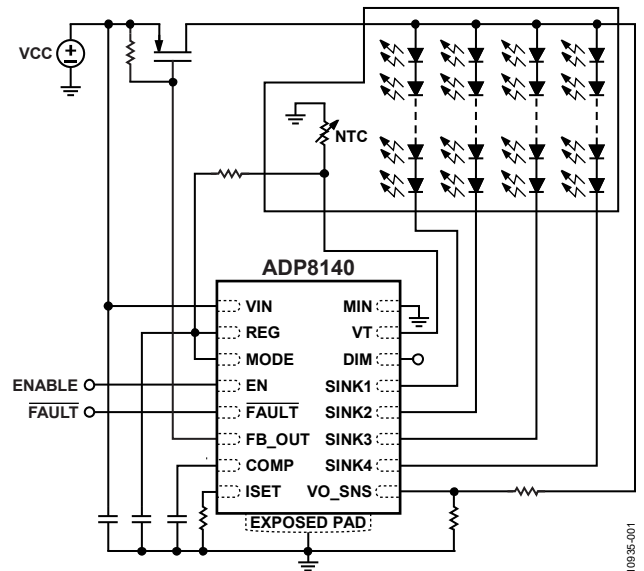 VCC
NTC
ADP8140
VIN
REG
MODE
EN
FAULT
FB_OUT
COMP
ISET
MIN
VT
DIM
SINK1
SINK2
SINK3
SINK4
VO_SNS
ENABLE
FAULT
EXPOSED PAD
10935-001